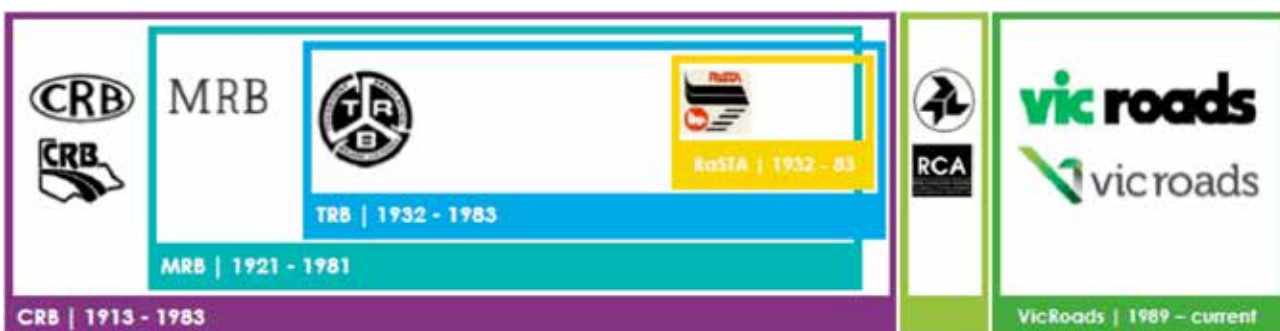 CRB
CRB
MRB
TRB
RaSTA
RaSTA | 1932 - 83
TRB | 1932 - 1983
MRB | 1921 - 1981
CRB | 1913 - 1983
RCA
vic roads
vicroads
VicRoads | 1989 – current